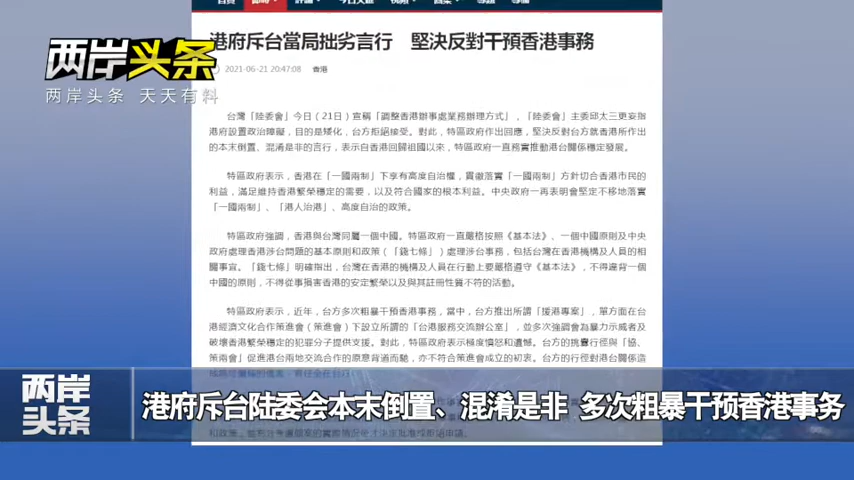 首頁 即時 評論 今日文匯 視頻 圖集 專題 專欄
港府斥台當局拙劣言行 堅決反對干預香港事務
2021-06-21 20:47:08 香港
两岸头条
两岸头条 天天有料
台灣「陸委會」今日（21日）宣稱「調整香港辦事處業務辦理方式」，「陸委會」主委邱太三更妄指
港府設置政治障礙，目的是矮化，台方拒絕接受。對此，特區政府作出回應，堅決反對台方就香港所作出
的本末倒置、混淆是非的言行，表示自香港回歸祖國以來，特區政府一直務實推動港台關係穩定發展。
特區政府表示，香港在「一國兩制」下享有高度自治權，貫徹落實「一國兩制」方針切合香港市民的
利益，滿足維持香港繁榮穩定的需要，以及符合國家的根本利益。中央政府一再表明會堅定不移地落實
「一國兩制」、「港人治港」、高度自治的政策。
特區政府強調，香港與台灣同屬一個中國。特區政府一直嚴格按照《基本法》、一個中國原則及中央
政府處理香港涉台問題的基本原則和政策（「錢七條」）處理涉台事務，包括台灣在香港機構及人員的相
關事宜。「錢七條」明確指出，台灣在香港的機構及人員在行動上要嚴格遵守《基本法》，不得違背一個
中國的原則，不得從事損害香港的安定繁榮以及與其註冊性質不符的活動。
特區政府表示，近年，台方多次粗暴干預香港事務，當中，台方推出所謂「援港專案」，單方面在台
港經濟文化合作策進會（策進會）下設立所謂的「台港服務交流辦公室」，並多次強調會為暴力示威者及
破壞香港繁榮穩定的犯罪分子提供支援。對此，特區政府表示極度憤怒和遺憾。台方的挑釁行徑與「協、
策兩會」促進港台兩地交流合作的原意背道而馳，亦不符合策進會成立的初衷。台方的行徑對港台關係造
两岸
头条
港府斥台陆委会本末倒置、混淆是非 多次粗暴干预香港事务